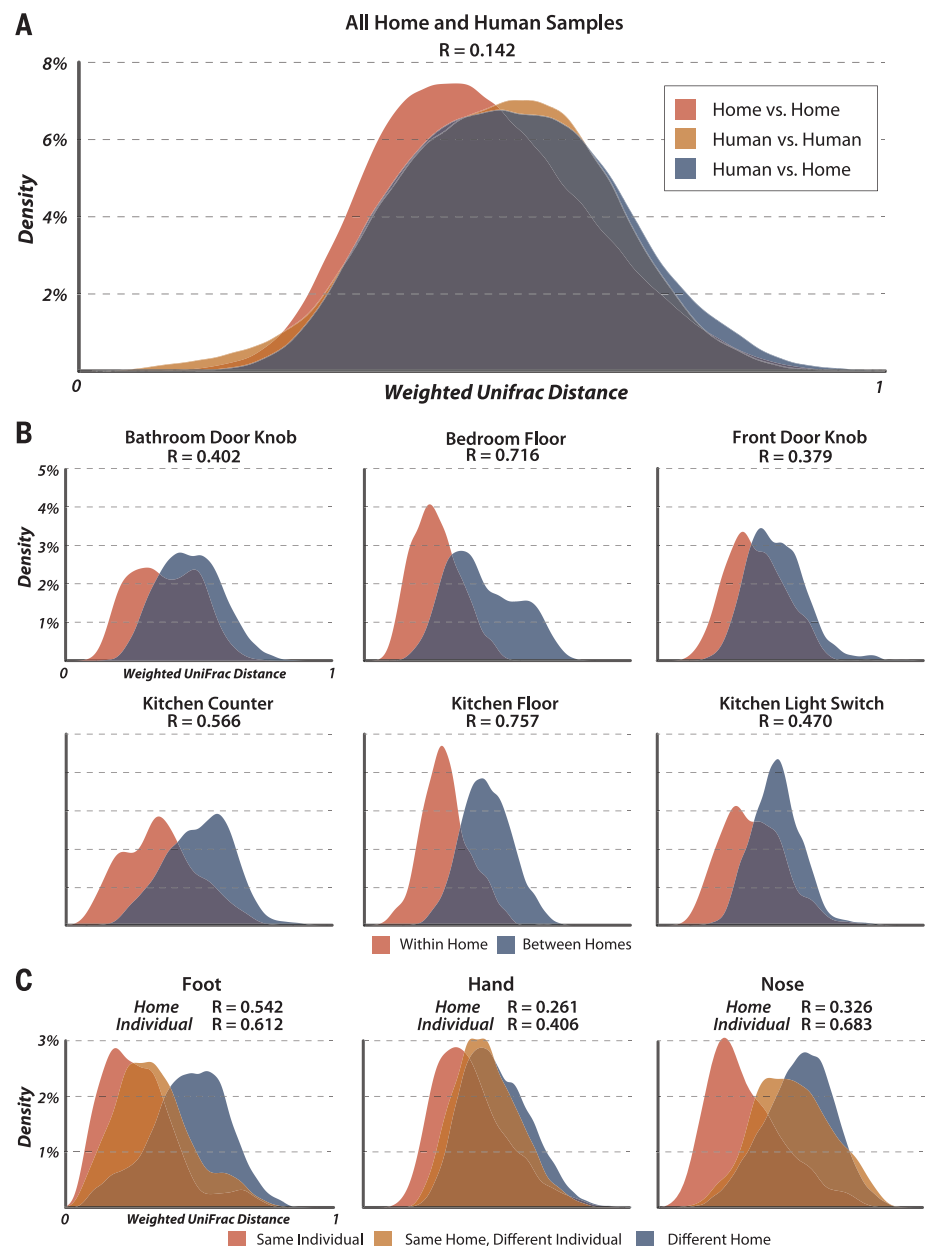 A
All Home and Human Samples
R = 0.142
8%
6%
4%
2%
Density
Home vs. Home
Human vs. Human
Human vs. Home
0
Weighted Unifrac Distance
1
B
Bathroom Door Knob
R = 0.402
Bedroom Floor
R = 0.716
Front Door Knob
R = 0.379
5%
4%
3%
2%
1%
Density
0
Weighted UniFrac Distance
1
Kitchen Counter
R = 0.566
Kitchen Floor
R = 0.757
Kitchen Light Switch
R = 0.470
Within Home
Between Homes
C
Foot
Home R = 0.542
Individual R = 0.612
Hand
Home R = 0.261
Individual R = 0.406
Nose
Home R = 0.326
Individual R = 0.683
3%
2%
1%
Density
0
Weighted UniFrac Distance
1
Same Individual
Same Home, Different Individual
Different Home